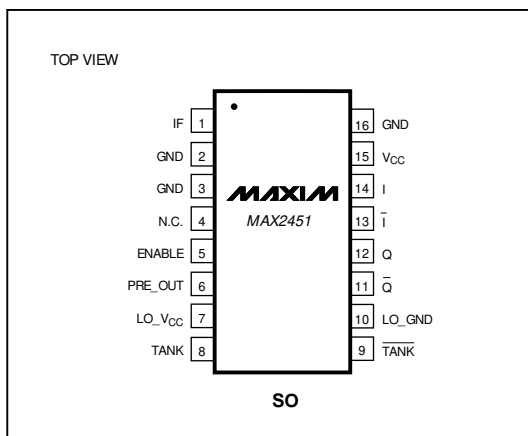 TOP VIEW
IF 1
GND 2
GND 3
N.C. 4
ENABLE 5
PRE_OUT 6
LO_VCC 7
TANK 8
MAXIM
MAX2451
16 GND
15 VCC
14 I
13 I̅
12 Q
11 Q̅
10 LO_GND
9 T̅A̅N̅K̅
SO